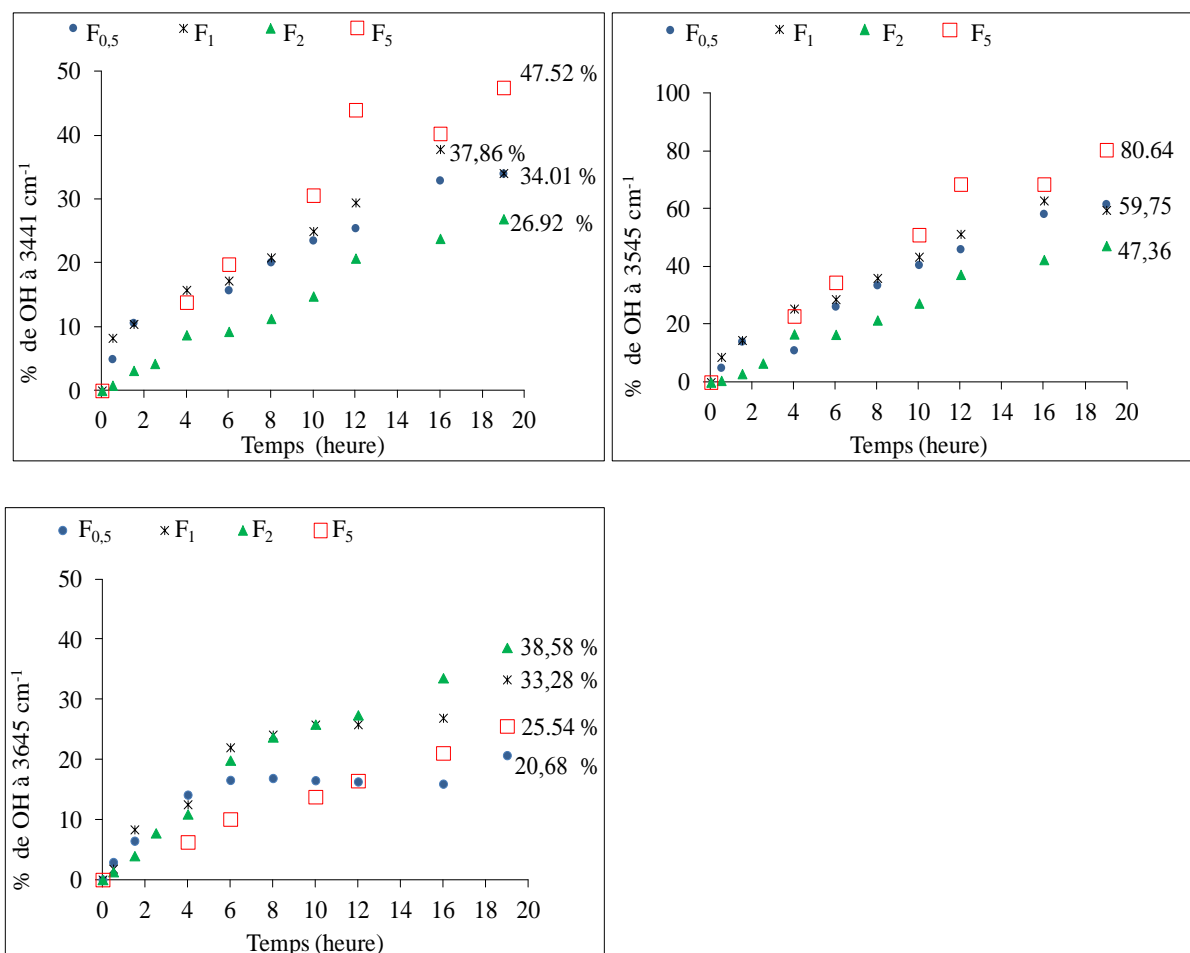 F0,5 F1 F2 F5
% de OH à 3441 cm-1
50
40
30
20
10
0
47.52 %
37,86 %
34.01 %
26.92 %
0 2 4 6 8 10 12 14 16 18 20
Temps (heure)
F0,5 F1 F2 F5
% de OH à 3545 cm-1
100
80
60
40
20
0
80.64
59,75
47,36
0 2 4 6 8 10 12 14 16 18 20
Temps (heure)
F0,5 F1 F2 F5
% de OH à 3645 cm-1
50
40
30
20
10
0
38,58 %
33,28 %
25.54 %
20,68 %
0 2 4 6 8 10 12 14 16 18 20
Temps (heure)